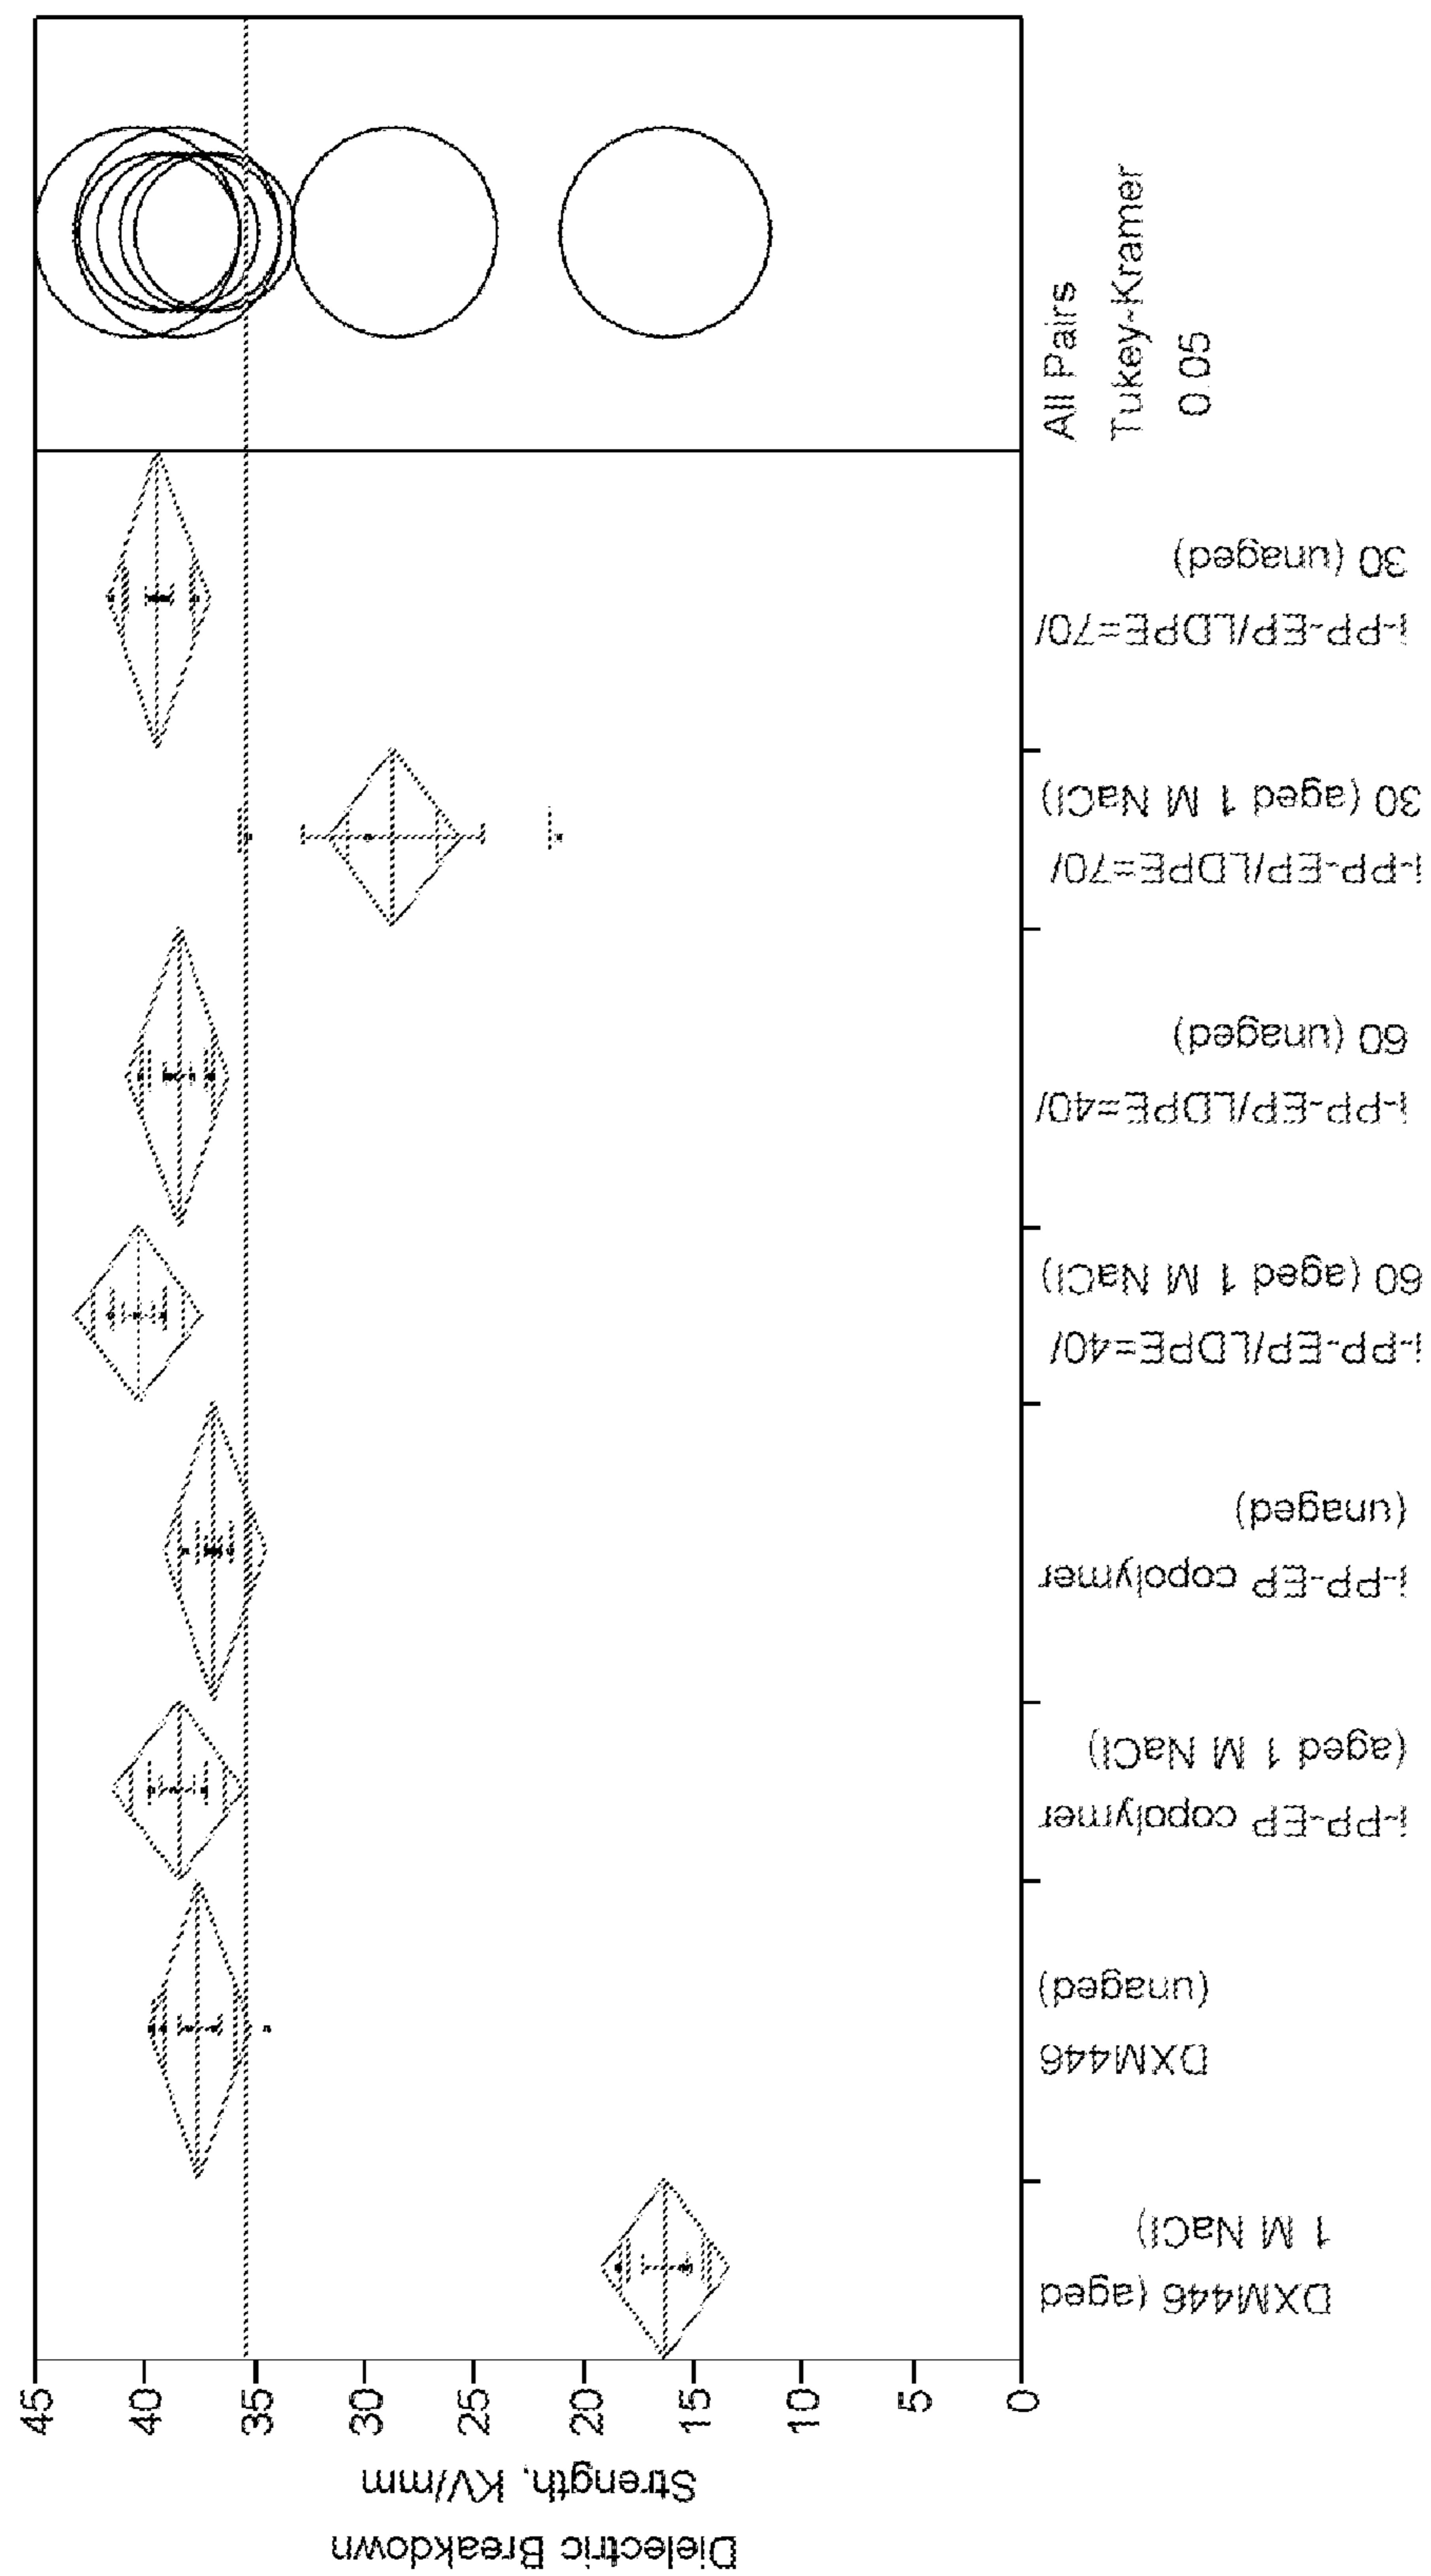 Dielectric Breakdown
Strength, KV/mm
45
40
35
30
25
20
15
10
5
0
DXM446 (aged
1 M NaCl)
DXM446
(unaged)
i-PP-EP copolymer
(aged 1 M NaCl)
i-PP-EP copolymer
(unaged)
i-PP-EP/LDPE=40/
60 (aged 1 M NaCl)
i-PP-EP/LDPE=40/
60 (unaged)
i-PP-EP/LDPE=70/
30 (aged 1 M NaCl)
i-PP-EP/LDPE=70/
30 (unaged)
All Pairs
Tukey-Kramer
0.05